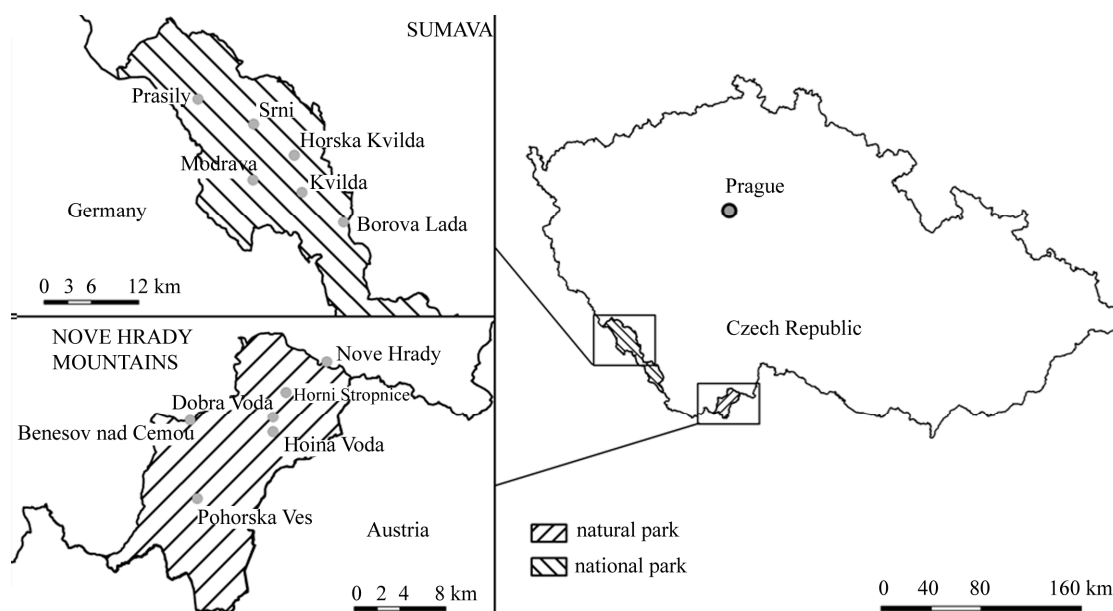 SUMAVA
Prasily
Srni
Horska Kvilda
Modrava
Kvilda
Germany
Borova Lada
0 3 6 12 km
NOVE HRADY
MOUNTAINS
Nove Hrady
Horni Stropnice
Dobra Voda
Benesov nad Cemou
Hoina Voda
Pohorska Ves
Austria
0 2 4 8 km
Prague
Czech Republic
natural park
national park
0 40 80 160 km